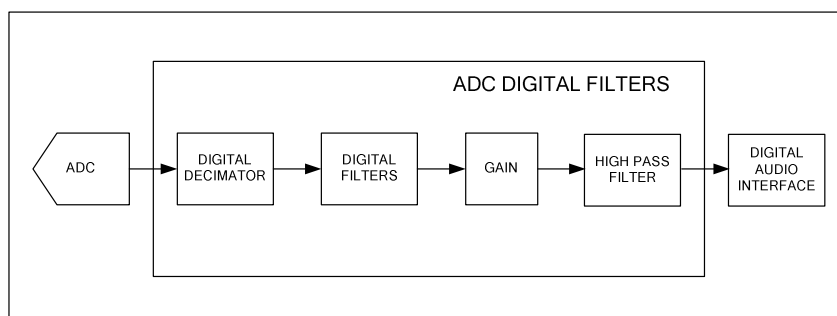 ADC DIGITAL FILTERS
ADC
DIGITAL
DECIMATOR
DIGITAL
FILTERS
GAIN
HIGH PASS
FILTER
DIGITAL
AUDIO
INTERFACE